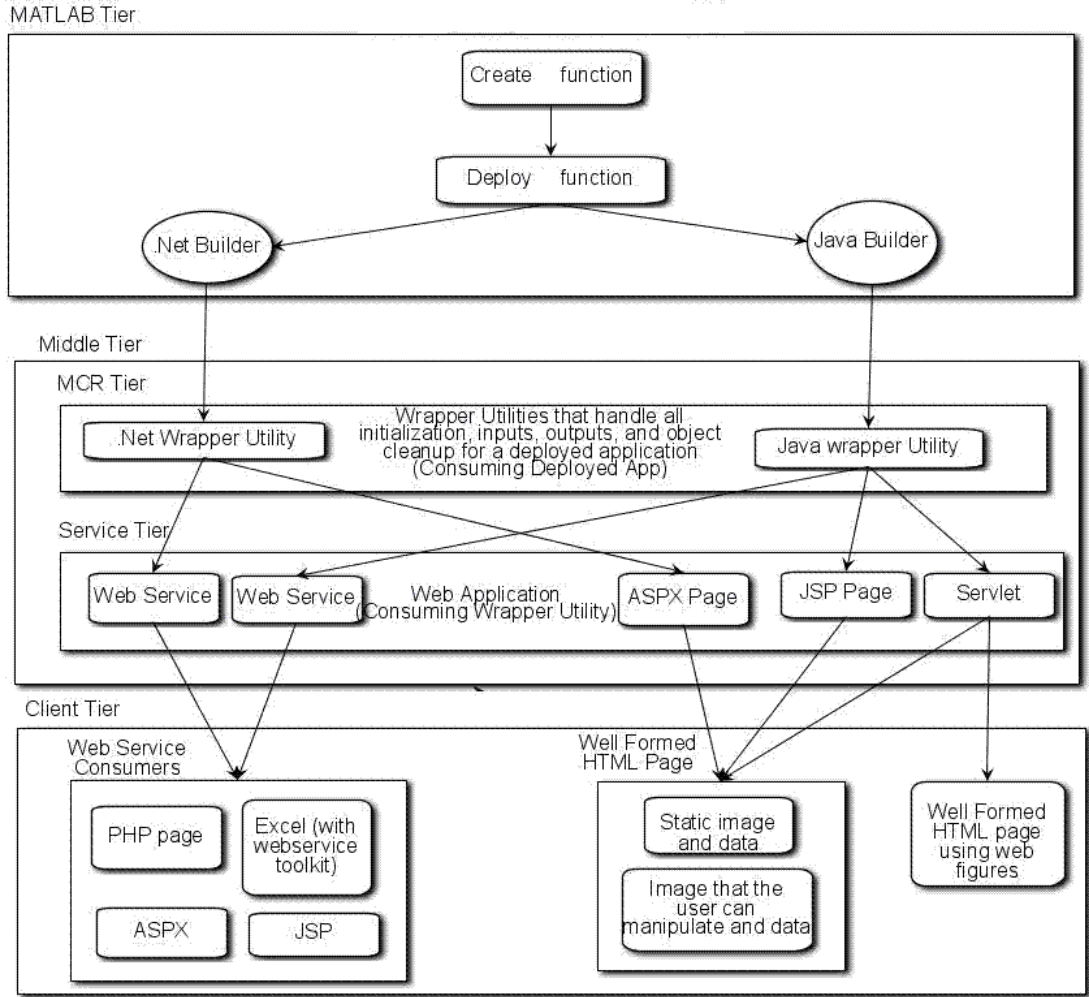 MATLAB Tier
Create function
Deploy function
.Net Builder
Java Builder
Middle Tier
MCR Tier
.Net Wrapper Utility
Wrapper Utilities that handle all
initialization, inputs, outputs, and object
cleanup for a deployed application
(Consuming Deployed App)
Java wrapper Utility
Service Tier
Web Service
Web Service
Web Application
(Consuming Wrapper Utility)
ASPX Page
JSP Page
Servlet
Client Tier
Web Service
Consumers
PHP page
Excel (with
webservice
toolkit)
ASPX
JSP
Well Formed
HTML Page
Static image
and data
Image that the
user can
manipulate and data
Well Formed
HTML page
using web
figures